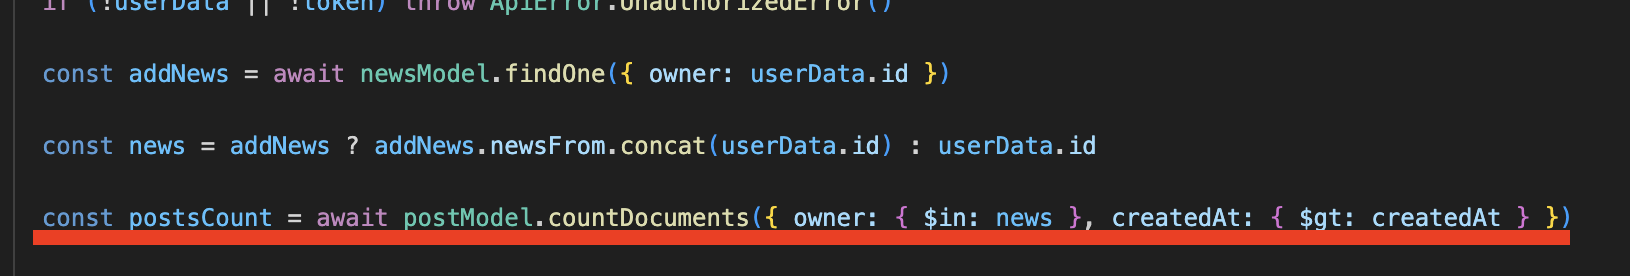 if (!userData || !token) throw ApiError.UnauthorizedError()
const addNews = await newsModel.findOne({ owner: userData.id })
const news = addNews ? addNews.newsFrom.concat(userData.id) : userData.id
const postsCount = await postModel.countDocuments({ owner: { $in: news }, createdAt: { $gt: createdAt } })